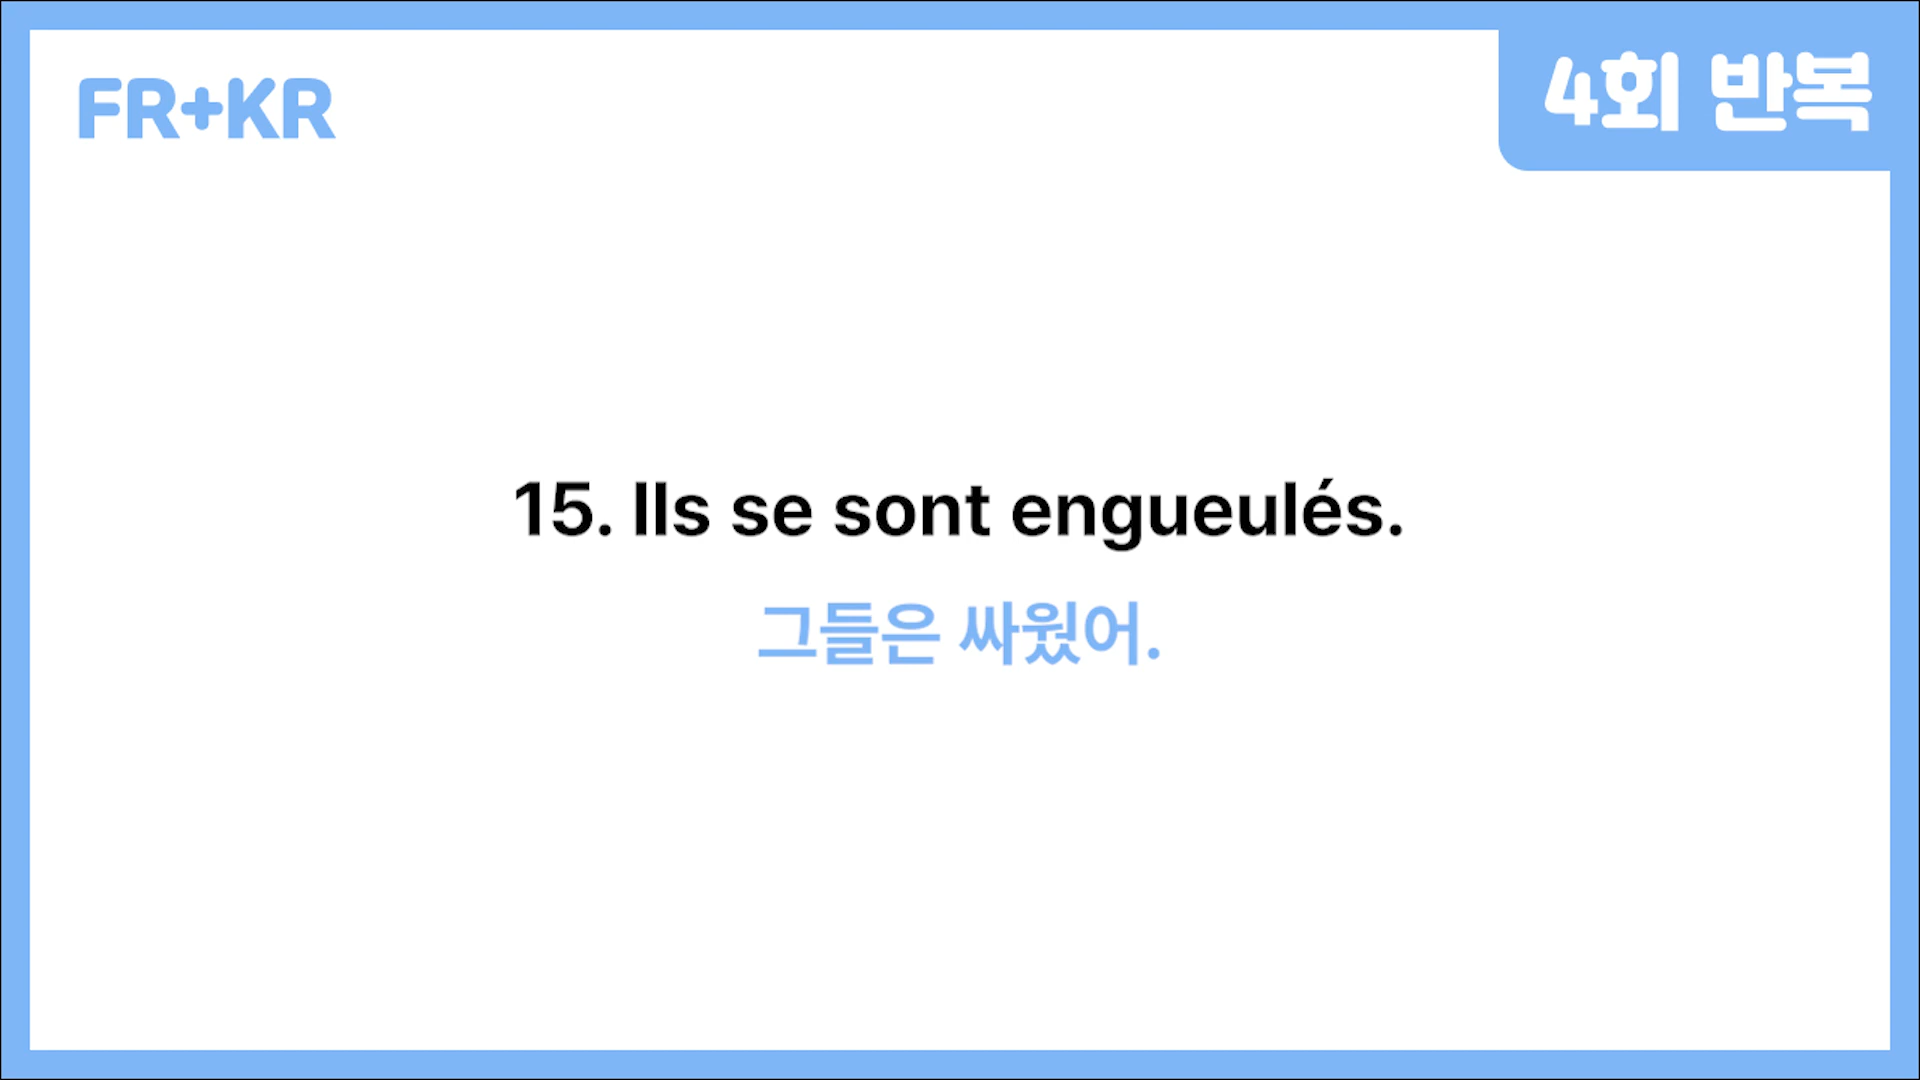 FR+KR
4회 반복
15. Ils se sont engueulés.
그들은 싸웠어.